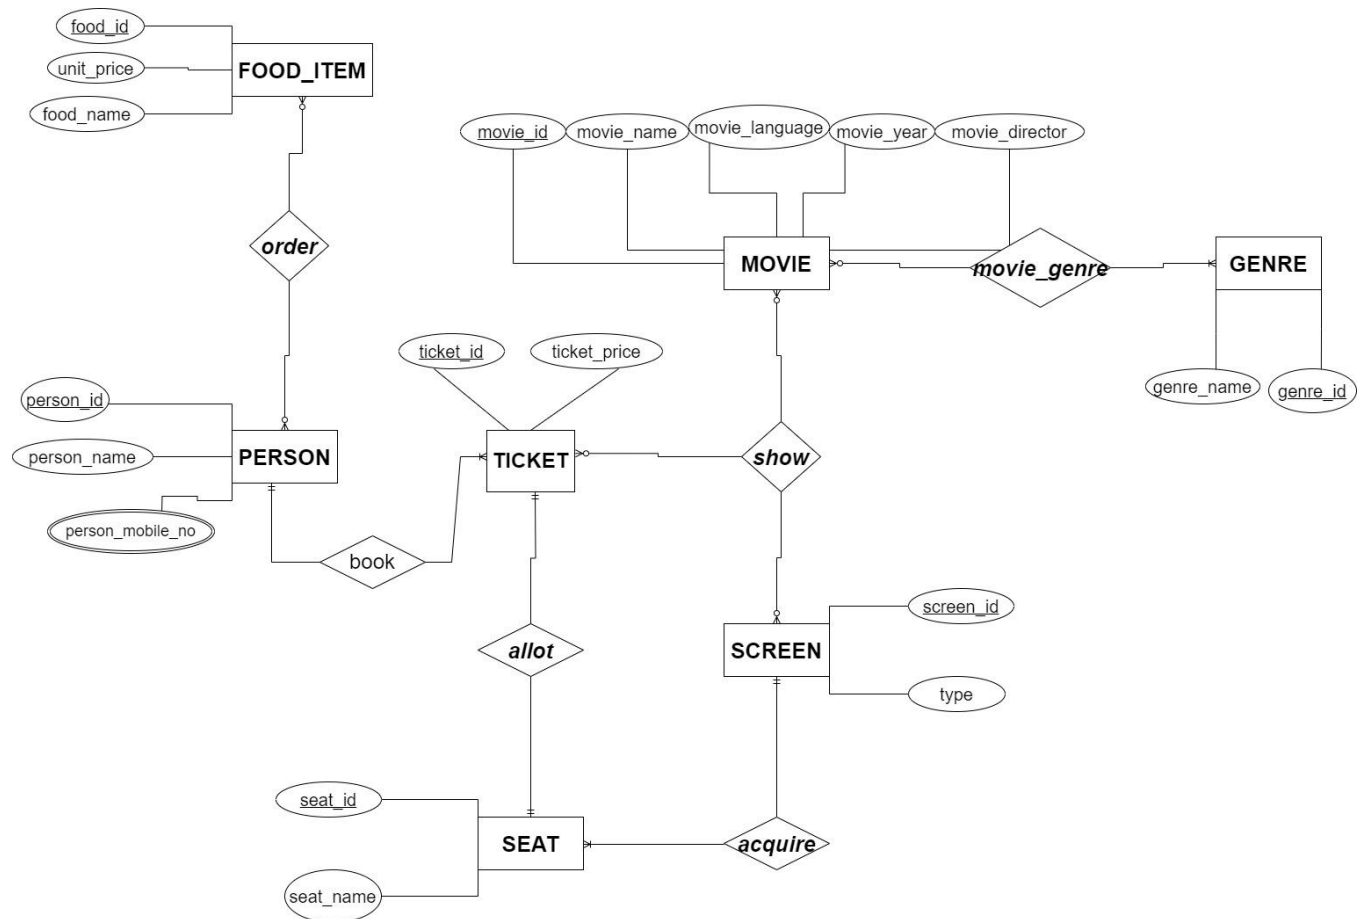 food_id
unit_price
FOOD_ITEM
food_name
movie_id
movie_name
movie_language
movie_year
movie_director
order
MOVIE
movie_genre
GENRE
ticket_id
ticket_price
genre_name
genre_id
person_id
person_name
PERSON
TICKET
show
person_mobile_no
book
screen_id
allot
SCREEN
type
seat_id
SEAT
acquire
seat_name